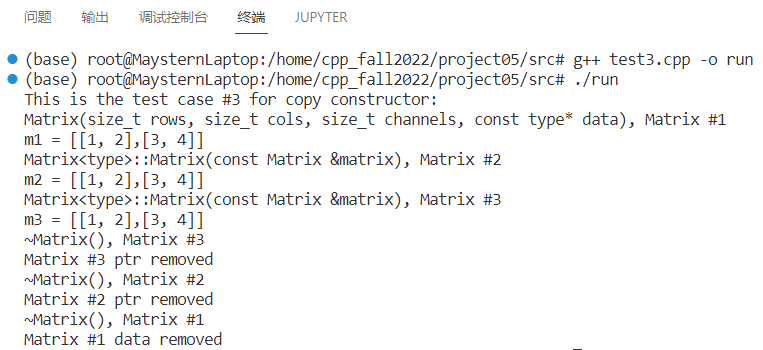 问题 输出 调试控制台 终端 JUPYTER
(base) root@MaysternLaptop:/home/cpp_fall2022/project05/src# g++ test3.cpp -o run
(base) root@MaysternLaptop:/home/cpp_fall2022/project05/src# ./run
This is the test case #3 for copy constructor:
Matrix(size_t rows, size_t cols, size_t channels, const type* data), Matrix #1
m1 = [[1, 2],[3, 4]]
Matrix<type>::Matrix(const Matrix &matrix), Matrix #2
m2 = [[1, 2],[3, 4]]
Matrix<type>::Matrix(const Matrix &matrix), Matrix #3
m3 = [[1, 2],[3, 4]]
~Matrix(), Matrix #3
Matrix #3 ptr removed
~Matrix(), Matrix #2
Matrix #2 ptr removed
~Matrix(), Matrix #1
Matrix #1 data removed